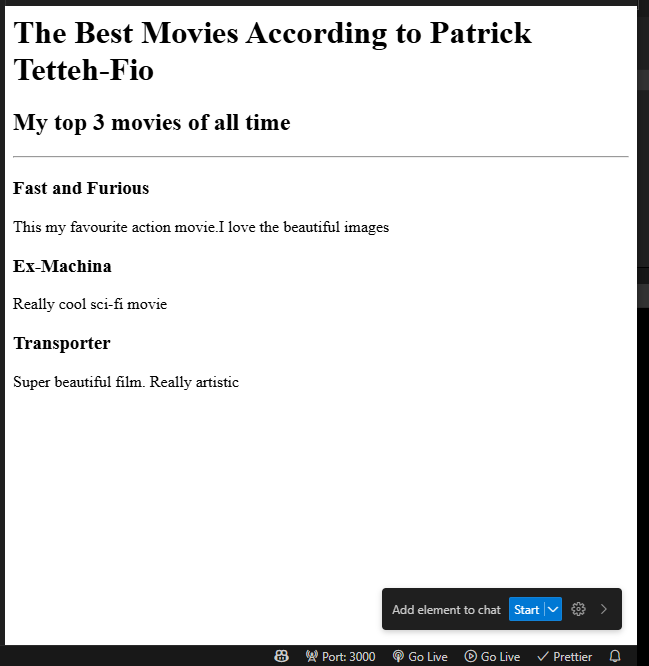 The Best Movies According to Patrick
Tetteh-Fio
My top 3 movies of all time
Fast and Furious
This my favourite action movie.I love the beautiful images
Ex-Machina
Really cool sci-fi movie
Transporter
Super beautiful film. Really artistic
Add element to chat Start
Port: 3000 Go Live Go Live Prettier